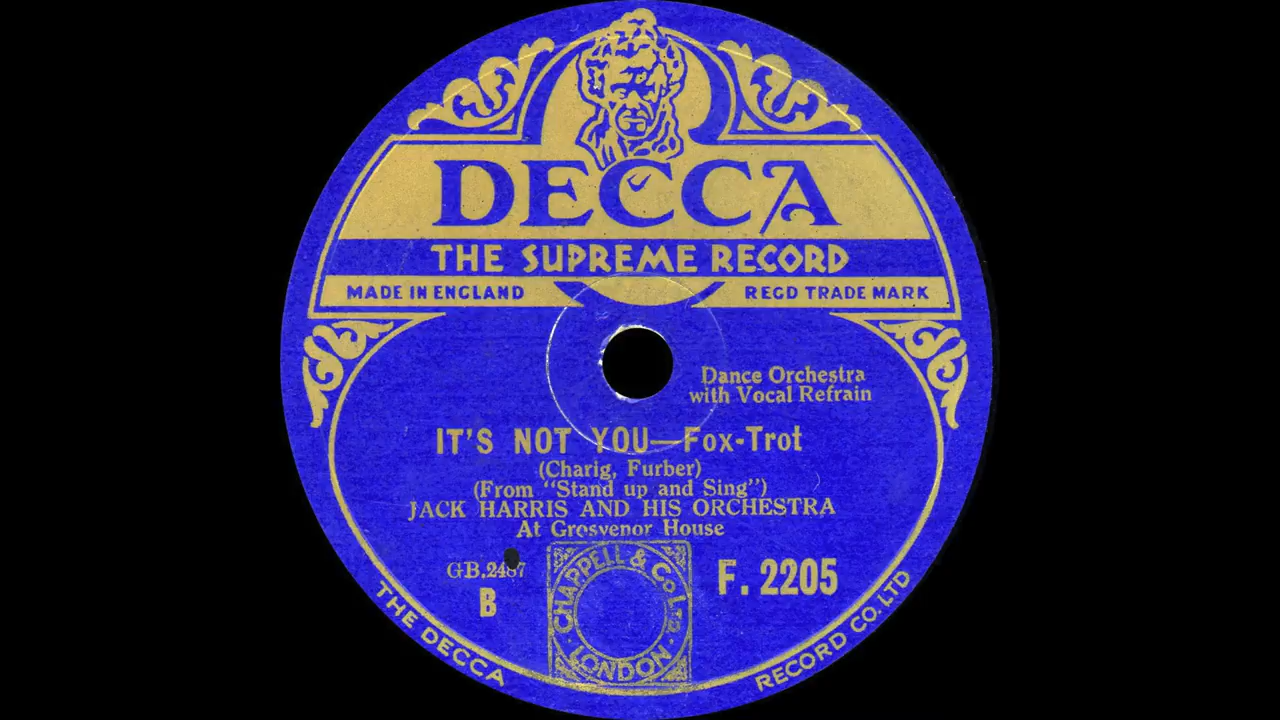 DECCA
THE SUPREME RECORD
MADE IN ENGLAND
REGD TRADE MARK
Dance Orchestra
with Vocal Refrain
IT'S NOT YOU—Fox-Trot
(Charig, Furber)
(From "Stand up and Sing")
JACK HARRIS AND HIS ORCHESTRA
At Grosvenor House
GB.2487
B
F. 2205
CHAPPELL & CO LTD
· LONDON ·
THE DECCA
RECORD CO. LTD